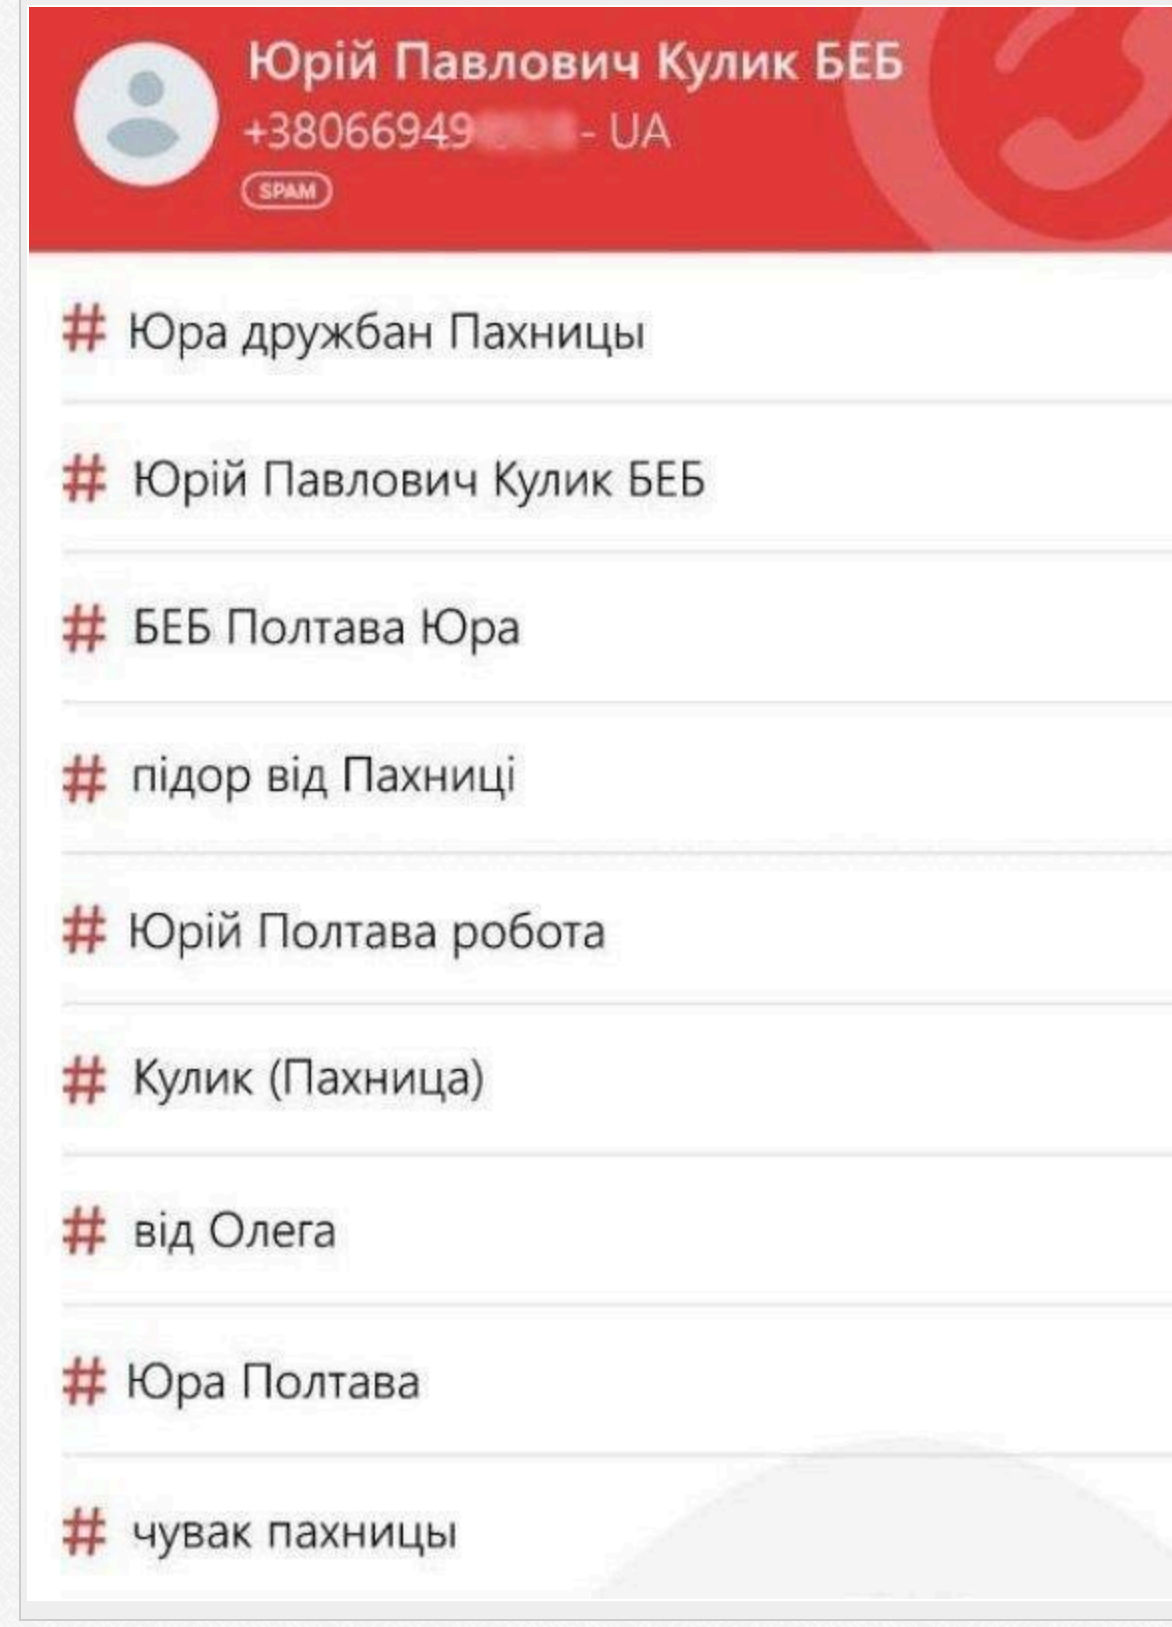 Юрій Павлович Кулик БЕБ
+38066949 - UA
SPAM
# Юра дружбан Пахницы
# Юрій Павлович Кулик БЕБ
# БЕБ Полтава Юра
# підор від Пахниці
# Юрій Полтава робота
# Кулик (Пахница)
# від Олега
# Юра Полтава
# чувак пахницы